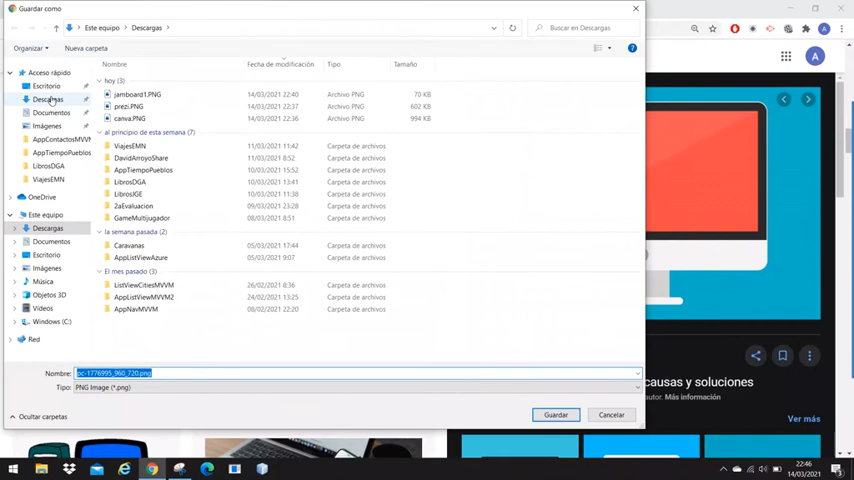 Guardar como
Este equipo > Descargas >
Buscar en Descargas
Organizar
Nueva carpeta
Nombre
Fecha de modificación
Tipo
Tamaño
Acceso rápido
Escritorio
Descargas
Documentos
Imágenes
AppContactosMVVM
AppTiempoPueblos
LibrosDGA
ViajesEMN
OneDrive
Este equipo
Descargas
Documentos
Escritorio
Imágenes
Música
Objetos 3D
Vídeos
Windows (C:)
Red
hoy (3)
jamboard1.PNG 14/03/2021 22:40 Archivo PNG 70 KB
prezi.PNG 14/03/2021 22:37 Archivo PNG 602 KB
canva.PNG 14/03/2021 22:36 Archivo PNG 994 KB
al principio de esta semana (7)
ViajesEMN 11/03/2021 11:42 Carpeta de archivos
DavidArroyoShare 11/03/2021 8:52 Carpeta de archivos
AppTiempoPueblos 10/03/2021 15:52 Carpeta de archivos
LibrosDGA 10/03/2021 13:41 Carpeta de archivos
LibrosJGE 10/03/2021 11:38 Carpeta de archivos
2aEvaluacion 09/03/2021 23:28 Carpeta de archivos
GameMultijugador 08/03/2021 8:51 Carpeta de archivos
la semana pasada (2)
Caravanas 05/03/2021 17:44 Carpeta de archivos
AppListViewAzure 05/03/2021 9:07 Carpeta de archivos
El mes pasado (3)
ListViewCitiesMVVM 26/02/2021 8:36 Carpeta de archivos
AppListViewMVVM2 24/02/2021 13:25 Carpeta de archivos
AppNavMVVM 08/02/2021 22:20 Carpeta de archivos
Nombre: pc-1776995_960_720.png
Tipo: PNG Image (*.png)
Ocultar carpetas
Guardar
Cancelar
A
A
causas y soluciones
autor. Más información
Ver más
22:46
14/03/2021